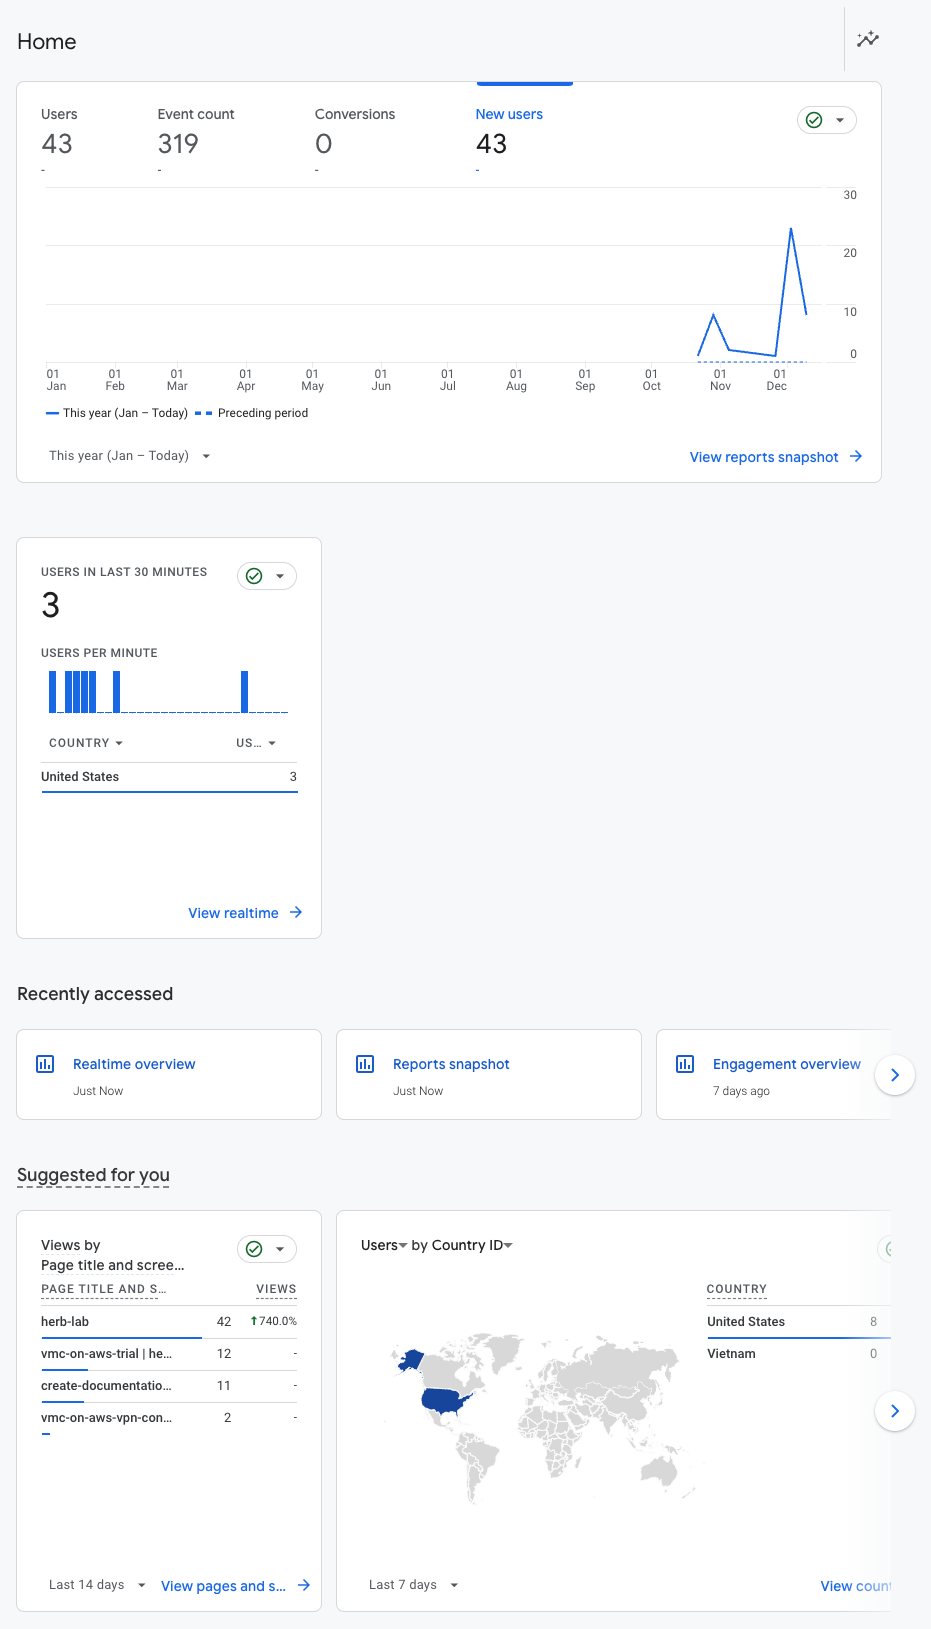 Home
Users
43
-
Event count
319
-
Conversions
0
-
New users
43
-
30
20
10
0
01 Jan
01 Feb
01 Mar
01 Apr
01 May
01 Jun
01 Jul
01 Aug
01 Sep
01 Oct
01 Nov
01 Dec
This year (Jan – Today) Preceding period
This year (Jan – Today)
View reports snapshot
USERS IN LAST 30 MINUTES
3
USERS PER MINUTE
COUNTRY US...
United States 3
View realtime
Recently accessed
Realtime overview
Just Now
Reports snapshot
Just Now
Engagement overview
7 days ago
Suggested for you
Views by
Page title and scree...
PAGE TITLE AND S... VIEWS
herb-lab 42 740.0%
vmc-on-aws-trial | he... 12 -
create-documentatio... 11 -
vmc-on-aws-vpn-con... 2 -
Last 14 days
View pages and s...
Users by Country ID
COUNTRY
United States 8
Vietnam 0
Last 7 days
View count